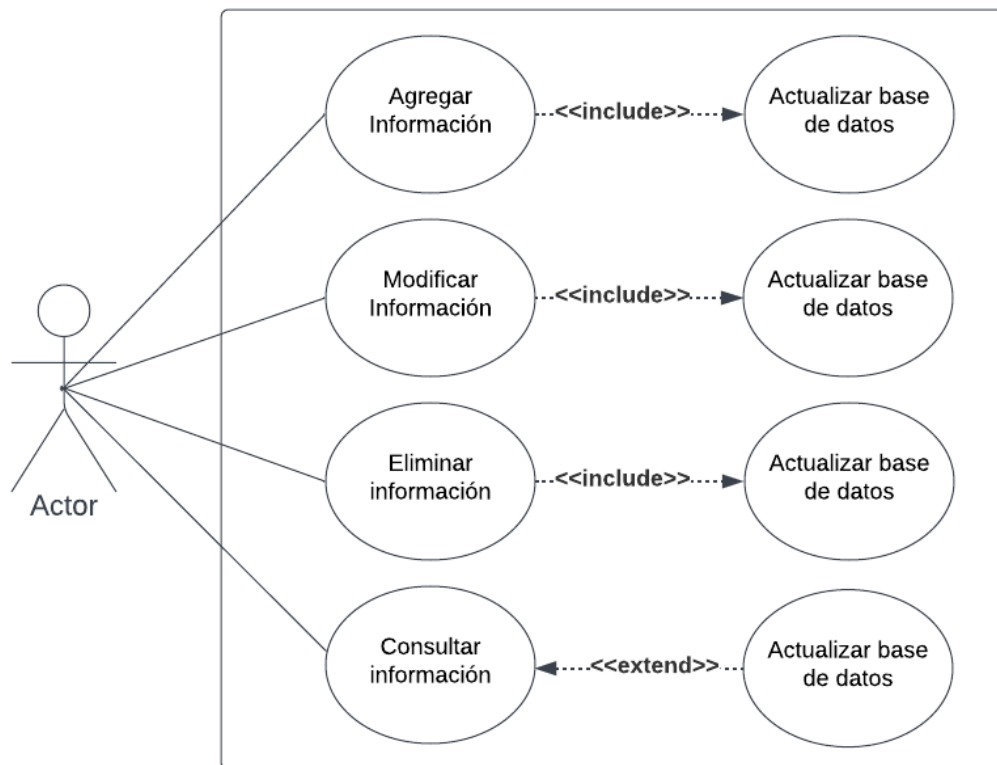 Agregar
Información
<<include>>
Actualizar base
de datos
Modificar
Información
<<include>>
Actualizar base
de datos
Eliminar
información
<<include>>
Actualizar base
de datos
Actor
Consultar
información
<<extend>>
Actualizar base
de datos